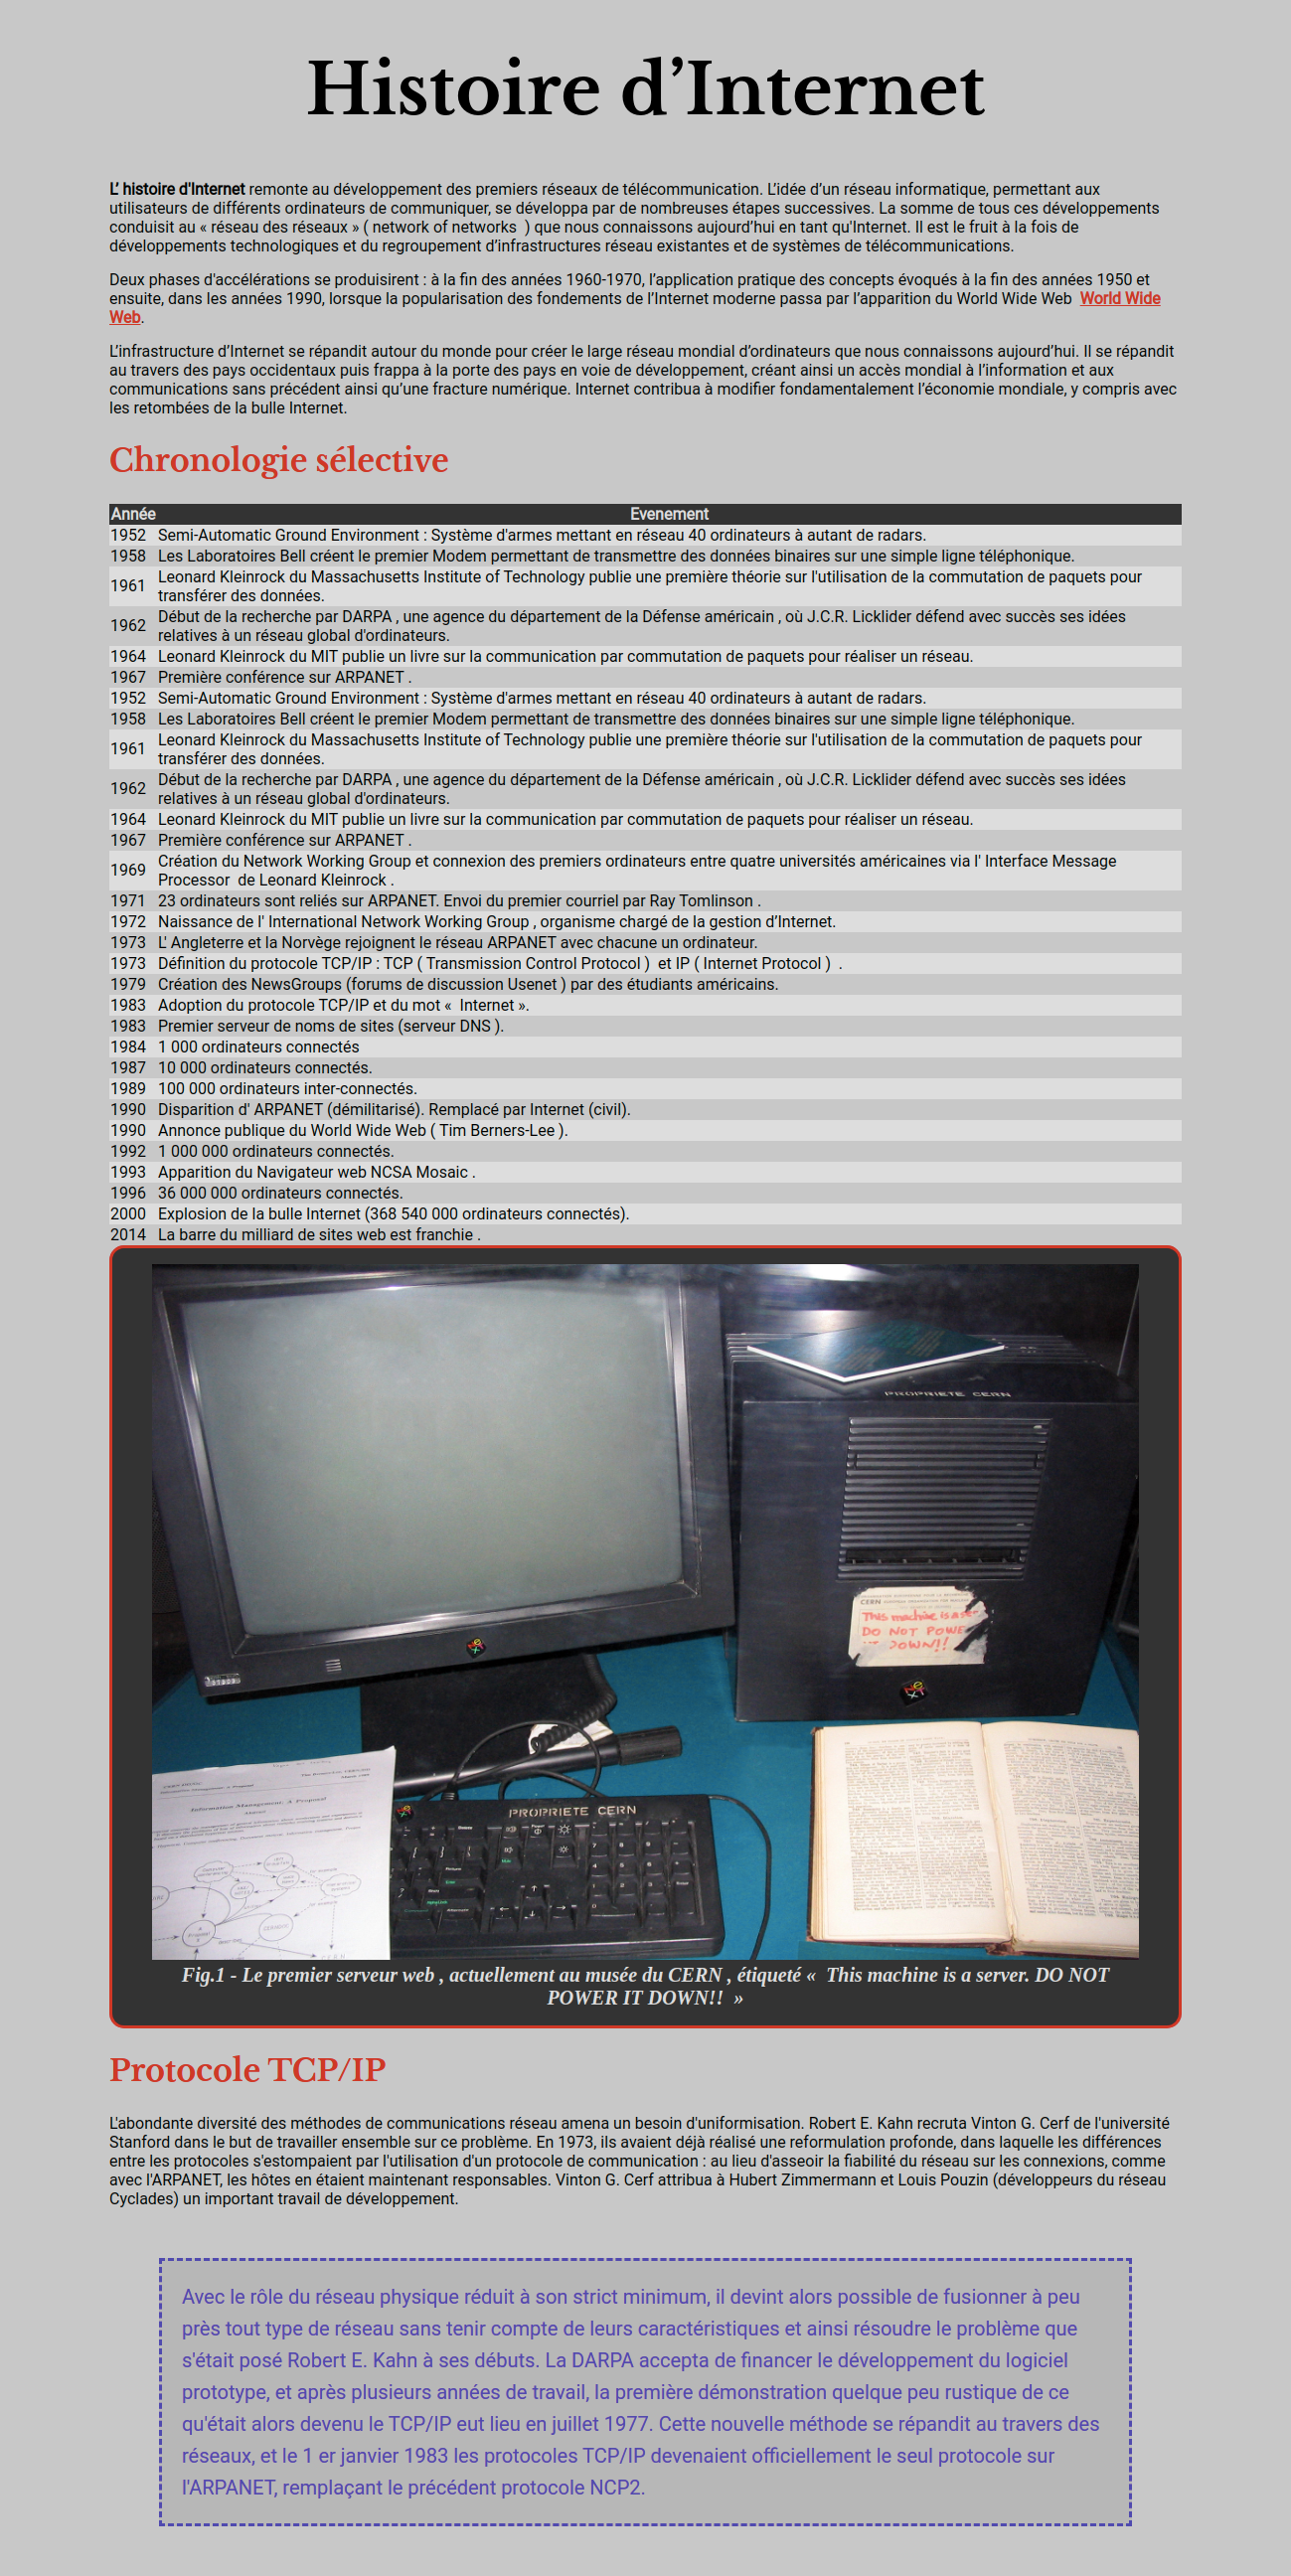 Histoire d’Internet
L’ histoire d'Internet remonte au développement des premiers réseaux de télécommunication. L’idée d’un réseau informatique, permettant aux
utilisateurs de différents ordinateurs de communiquer, se développa par de nombreuses étapes successives. La somme de tous ces développements
conduisit au « réseau des réseaux » ( network of networks  ) que nous connaissons aujourd’hui en tant qu'Internet. Il est le fruit à la fois de
développements technologiques et du regroupement d’infrastructures réseau existantes et de systèmes de télécommunications.
Deux phases d'accélérations se produisirent : à la fin des années 1960-1970, l’application pratique des concepts évoqués à la fin des années 1950 et
ensuite, dans les années 1990, lorsque la popularisation des fondements de l’Internet moderne passa par l’apparition du World Wide Web  World Wide
Web.
L’infrastructure d’Internet se répandit autour du monde pour créer le large réseau mondial d’ordinateurs que nous connaissons aujourd’hui. Il se répandit
au travers des pays occidentaux puis frappa à la porte des pays en voie de développement, créant ainsi un accès mondial à l’information et aux
communications sans précédent ainsi qu’une fracture numérique. Internet contribua à modifier fondamentalement l’économie mondiale, y compris avec
les retombées de la bulle Internet.
Chronologie sélective
Année Evenement
1952 Semi-Automatic Ground Environment : Système d'armes mettant en réseau 40 ordinateurs à autant de radars.
1958 Les Laboratoires Bell créent le premier Modem permettant de transmettre des données binaires sur une simple ligne téléphonique.
1961 Leonard Kleinrock du Massachusetts Institute of Technology publie une première théorie sur l'utilisation de la commutation de paquets pour
transférer des données.
1962 Début de la recherche par DARPA , une agence du département de la Défense américain , où J.C.R. Licklider défend avec succès ses idées
relatives à un réseau global d'ordinateurs.
1964 Leonard Kleinrock du MIT publie un livre sur la communication par commutation de paquets pour réaliser un réseau.
1967 Première conférence sur ARPANET .
1952 Semi-Automatic Ground Environment : Système d'armes mettant en réseau 40 ordinateurs à autant de radars.
1958 Les Laboratoires Bell créent le premier Modem permettant de transmettre des données binaires sur une simple ligne téléphonique.
1961 Leonard Kleinrock du Massachusetts Institute of Technology publie une première théorie sur l'utilisation de la commutation de paquets pour
transférer des données.
1962 Début de la recherche par DARPA , une agence du département de la Défense américain , où J.C.R. Licklider défend avec succès ses idées
relatives à un réseau global d'ordinateurs.
1964 Leonard Kleinrock du MIT publie un livre sur la communication par commutation de paquets pour réaliser un réseau.
1967 Première conférence sur ARPANET .
1969 Création du Network Working Group et connexion des premiers ordinateurs entre quatre universités américaines via l' Interface Message
Processor  de Leonard Kleinrock .
1971 23 ordinateurs sont reliés sur ARPANET. Envoi du premier courriel par Ray Tomlinson .
1972 Naissance de l' International Network Working Group , organisme chargé de la gestion d’Internet.
1973 L' Angleterre et la Norvège rejoignent le réseau ARPANET avec chacune un ordinateur.
1973 Définition du protocole TCP/IP : TCP ( Transmission Control Protocol )  et IP ( Internet Protocol )  .
1979 Création des NewsGroups (forums de discussion Usenet ) par des étudiants américains.
1983 Adoption du protocole TCP/IP et du mot «  Internet ».
1983 Premier serveur de noms de sites (serveur DNS ).
1984 1 000 ordinateurs connectés
1987 10 000 ordinateurs connectés.
1989 100 000 ordinateurs inter-connectés.
1990 Disparition d' ARPANET (démilitarisé). Remplacé par Internet (civil).
1990 Annonce publique du World Wide Web ( Tim Berners-Lee ).
1992 1 000 000 ordinateurs connectés.
1993 Apparition du Navigateur web NCSA Mosaic .
1996 36 000 000 ordinateurs connectés.
2000 Explosion de la bulle Internet (368 540 000 ordinateurs connectés).
2014 La barre du milliard de sites web est franchie .
PROPRIETE CERN
CERN
This machine is a
DO NOT POWE
DOWN!!
Information Management: A Proposal
PROPRIETE CERN
Fig.1 - Le premier serveur web , actuellement au musée du CERN , étiqueté «  This machine is a server. DO NOT
POWER IT DOWN!!  »
Protocole TCP/IP
L'abondante diversité des méthodes de communications réseau amena un besoin d'uniformisation. Robert E. Kahn recruta Vinton G. Cerf de l'université
Stanford dans le but de travailler ensemble sur ce problème. En 1973, ils avaient déjà réalisé une reformulation profonde, dans laquelle les différences
entre les protocoles s'estompaient par l'utilisation d'un protocole de communication : au lieu d'asseoir la fiabilité du réseau sur les connexions, comme
avec l'ARPANET, les hôtes en étaient maintenant responsables. Vinton G. Cerf attribua à Hubert Zimmermann et Louis Pouzin (développeurs du réseau
Cyclades) un important travail de développement.
Avec le rôle du réseau physique réduit à son strict minimum, il devint alors possible de fusionner à peu
près tout type de réseau sans tenir compte de leurs caractéristiques et ainsi résoudre le problème que
s'était posé Robert E. Kahn à ses débuts. La DARPA accepta de financer le développement du logiciel
prototype, et après plusieurs années de travail, la première démonstration quelque peu rustique de ce
qu'était alors devenu le TCP/IP eut lieu en juillet 1977. Cette nouvelle méthode se répandit au travers des
réseaux, et le 1 er janvier 1983 les protocoles TCP/IP devenaient officiellement le seul protocole sur
l'ARPANET, remplaçant le précédent protocole NCP2.